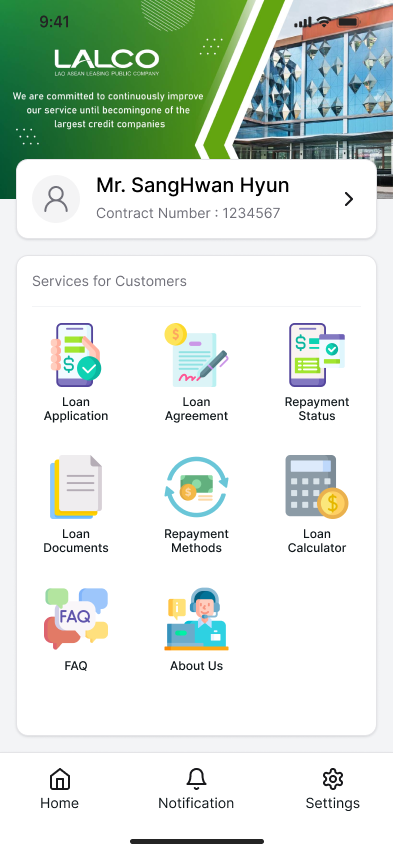 9:41
LALCO
LAO ASEAN LEASING PUBLIC COMPANY
We are committed to continuously improve
our service until becomingone of the
largest credit companies
Mr. SangHwan Hyun
Contract Number : 1234567
Services for Customers
Loan
Application
Loan
Agreement
Repayment
Status
Loan
Documents
Repayment
Methods
Loan
Calculator
FAQ
FAQ
About Us
Home
Notification
Settings